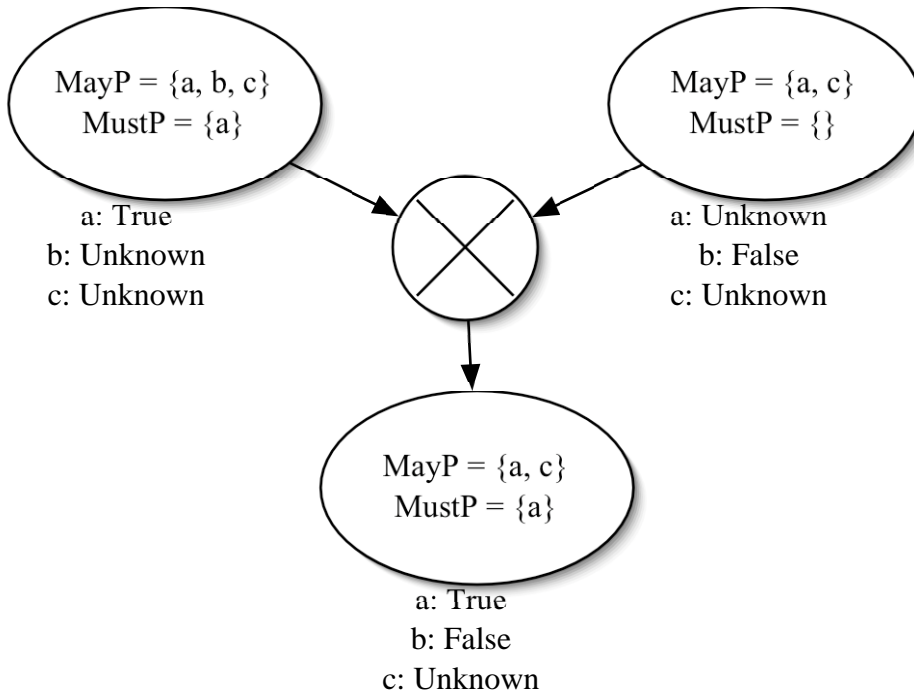 MayP = {a, b, c}
MustP = {a}
a: True
b: Unknown
c: Unknown
MayP = {a, c}
MustP = {}
a: Unknown
b: False
c: Unknown
MayP = {a, c}
MustP = {a}
a: True
b: False
c: Unknown